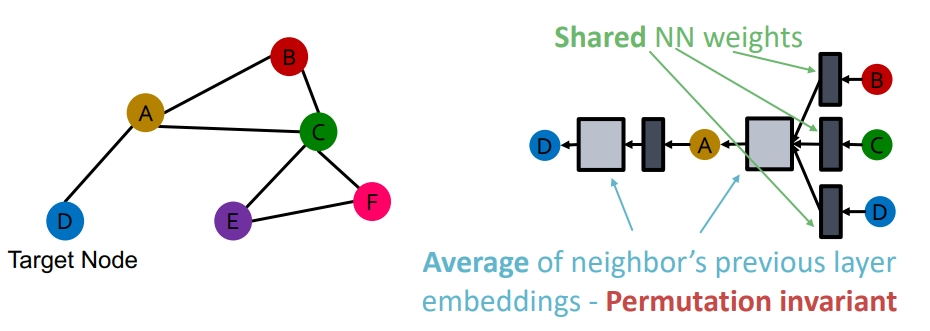 B
A
C
F
D
E
Target Node
Shared NN weights
B
D
A
C
D
Average of neighbor's previous layer
embeddings - Permutation invariant